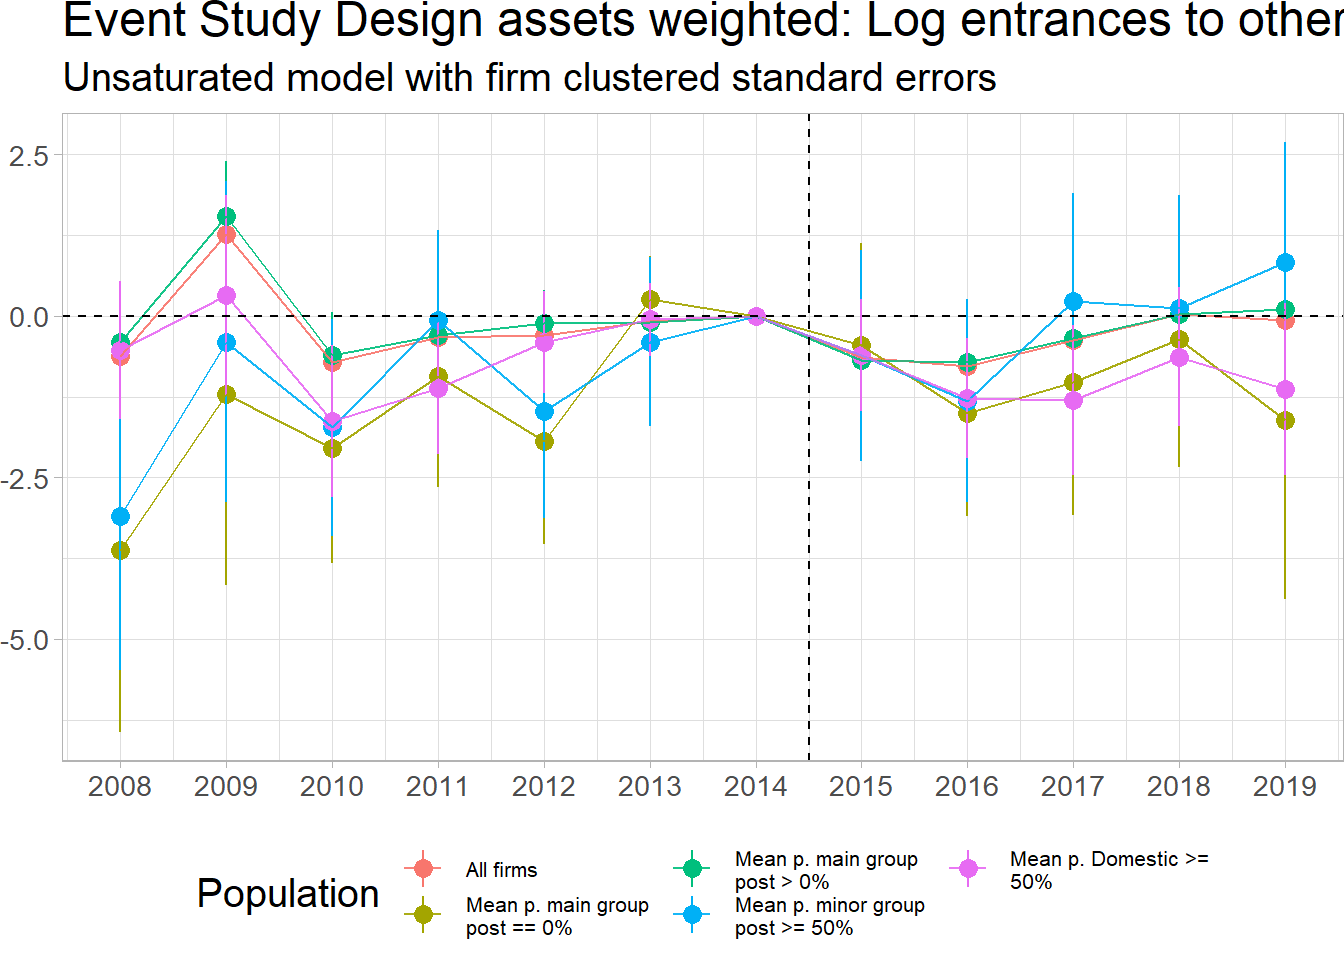 Event Study Design assets weighted: Log entrances to other
Unsaturated model with firm clustered standard errors
2.5
0.0
-2.5
-5.0
2008 2009 2010 2011 2012 2013 2014 2015 2016 2017 2018 2019
Population
All firms
Mean p. main group
post == 0%
Mean p. main group
post > 0%
Mean p. minor group
post >= 50%
Mean p. Domestic >=
50%